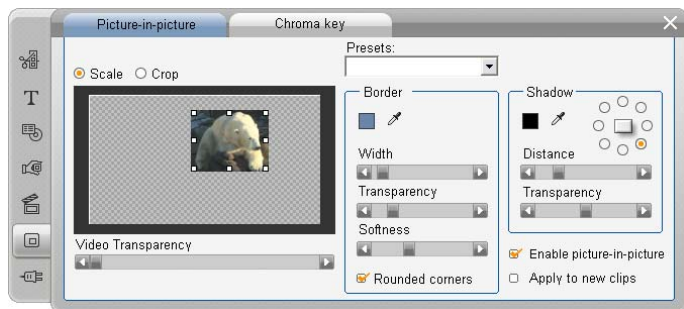 Picture-in-picture
Chroma key
Presets:
Scale
Crop
Video Transparency
Border
Width
Transparency
Softness
Rounded corners
Shadow
Distance
Transparency
Enable picture-in-picture
Apply to new clips
T